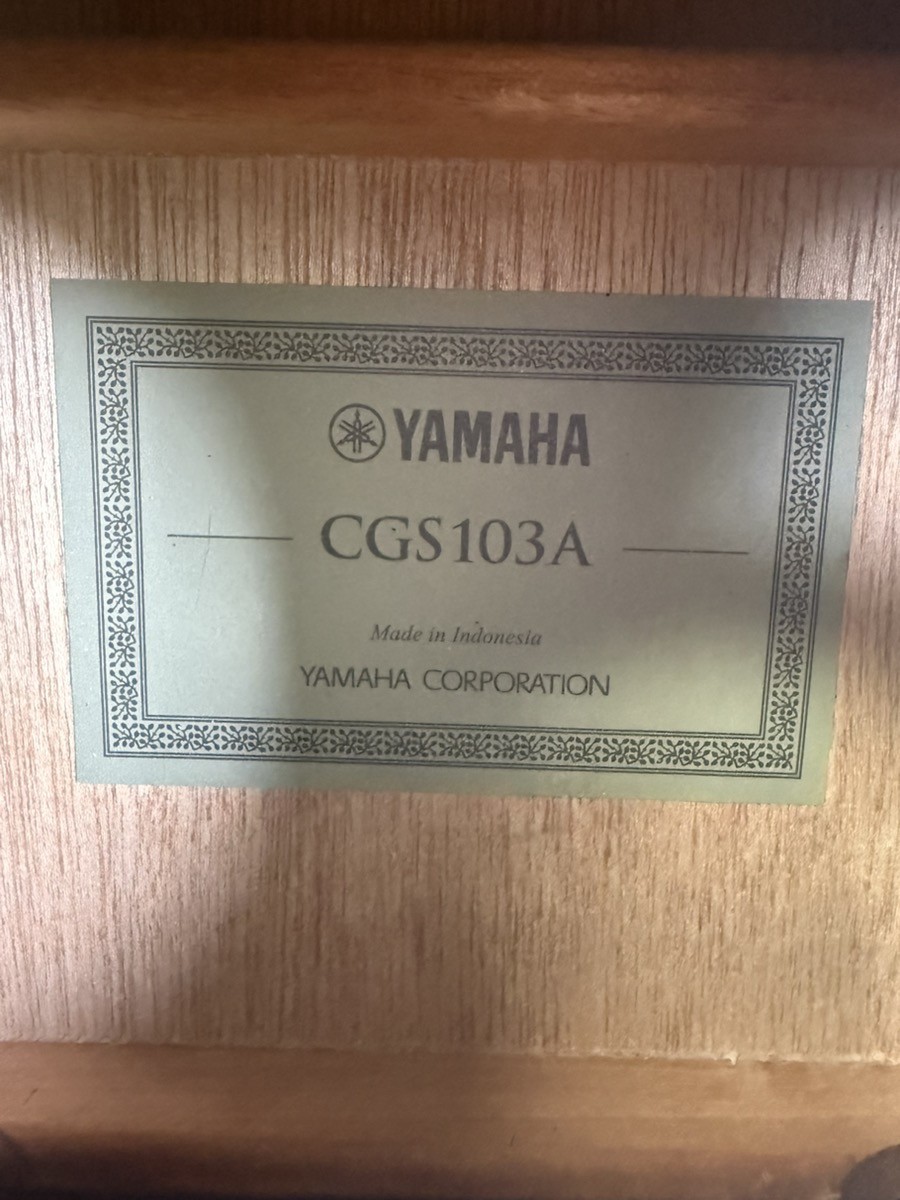 YAMAHA
CGS103A
Made in Indonesia
YAMAHA CORPORATION